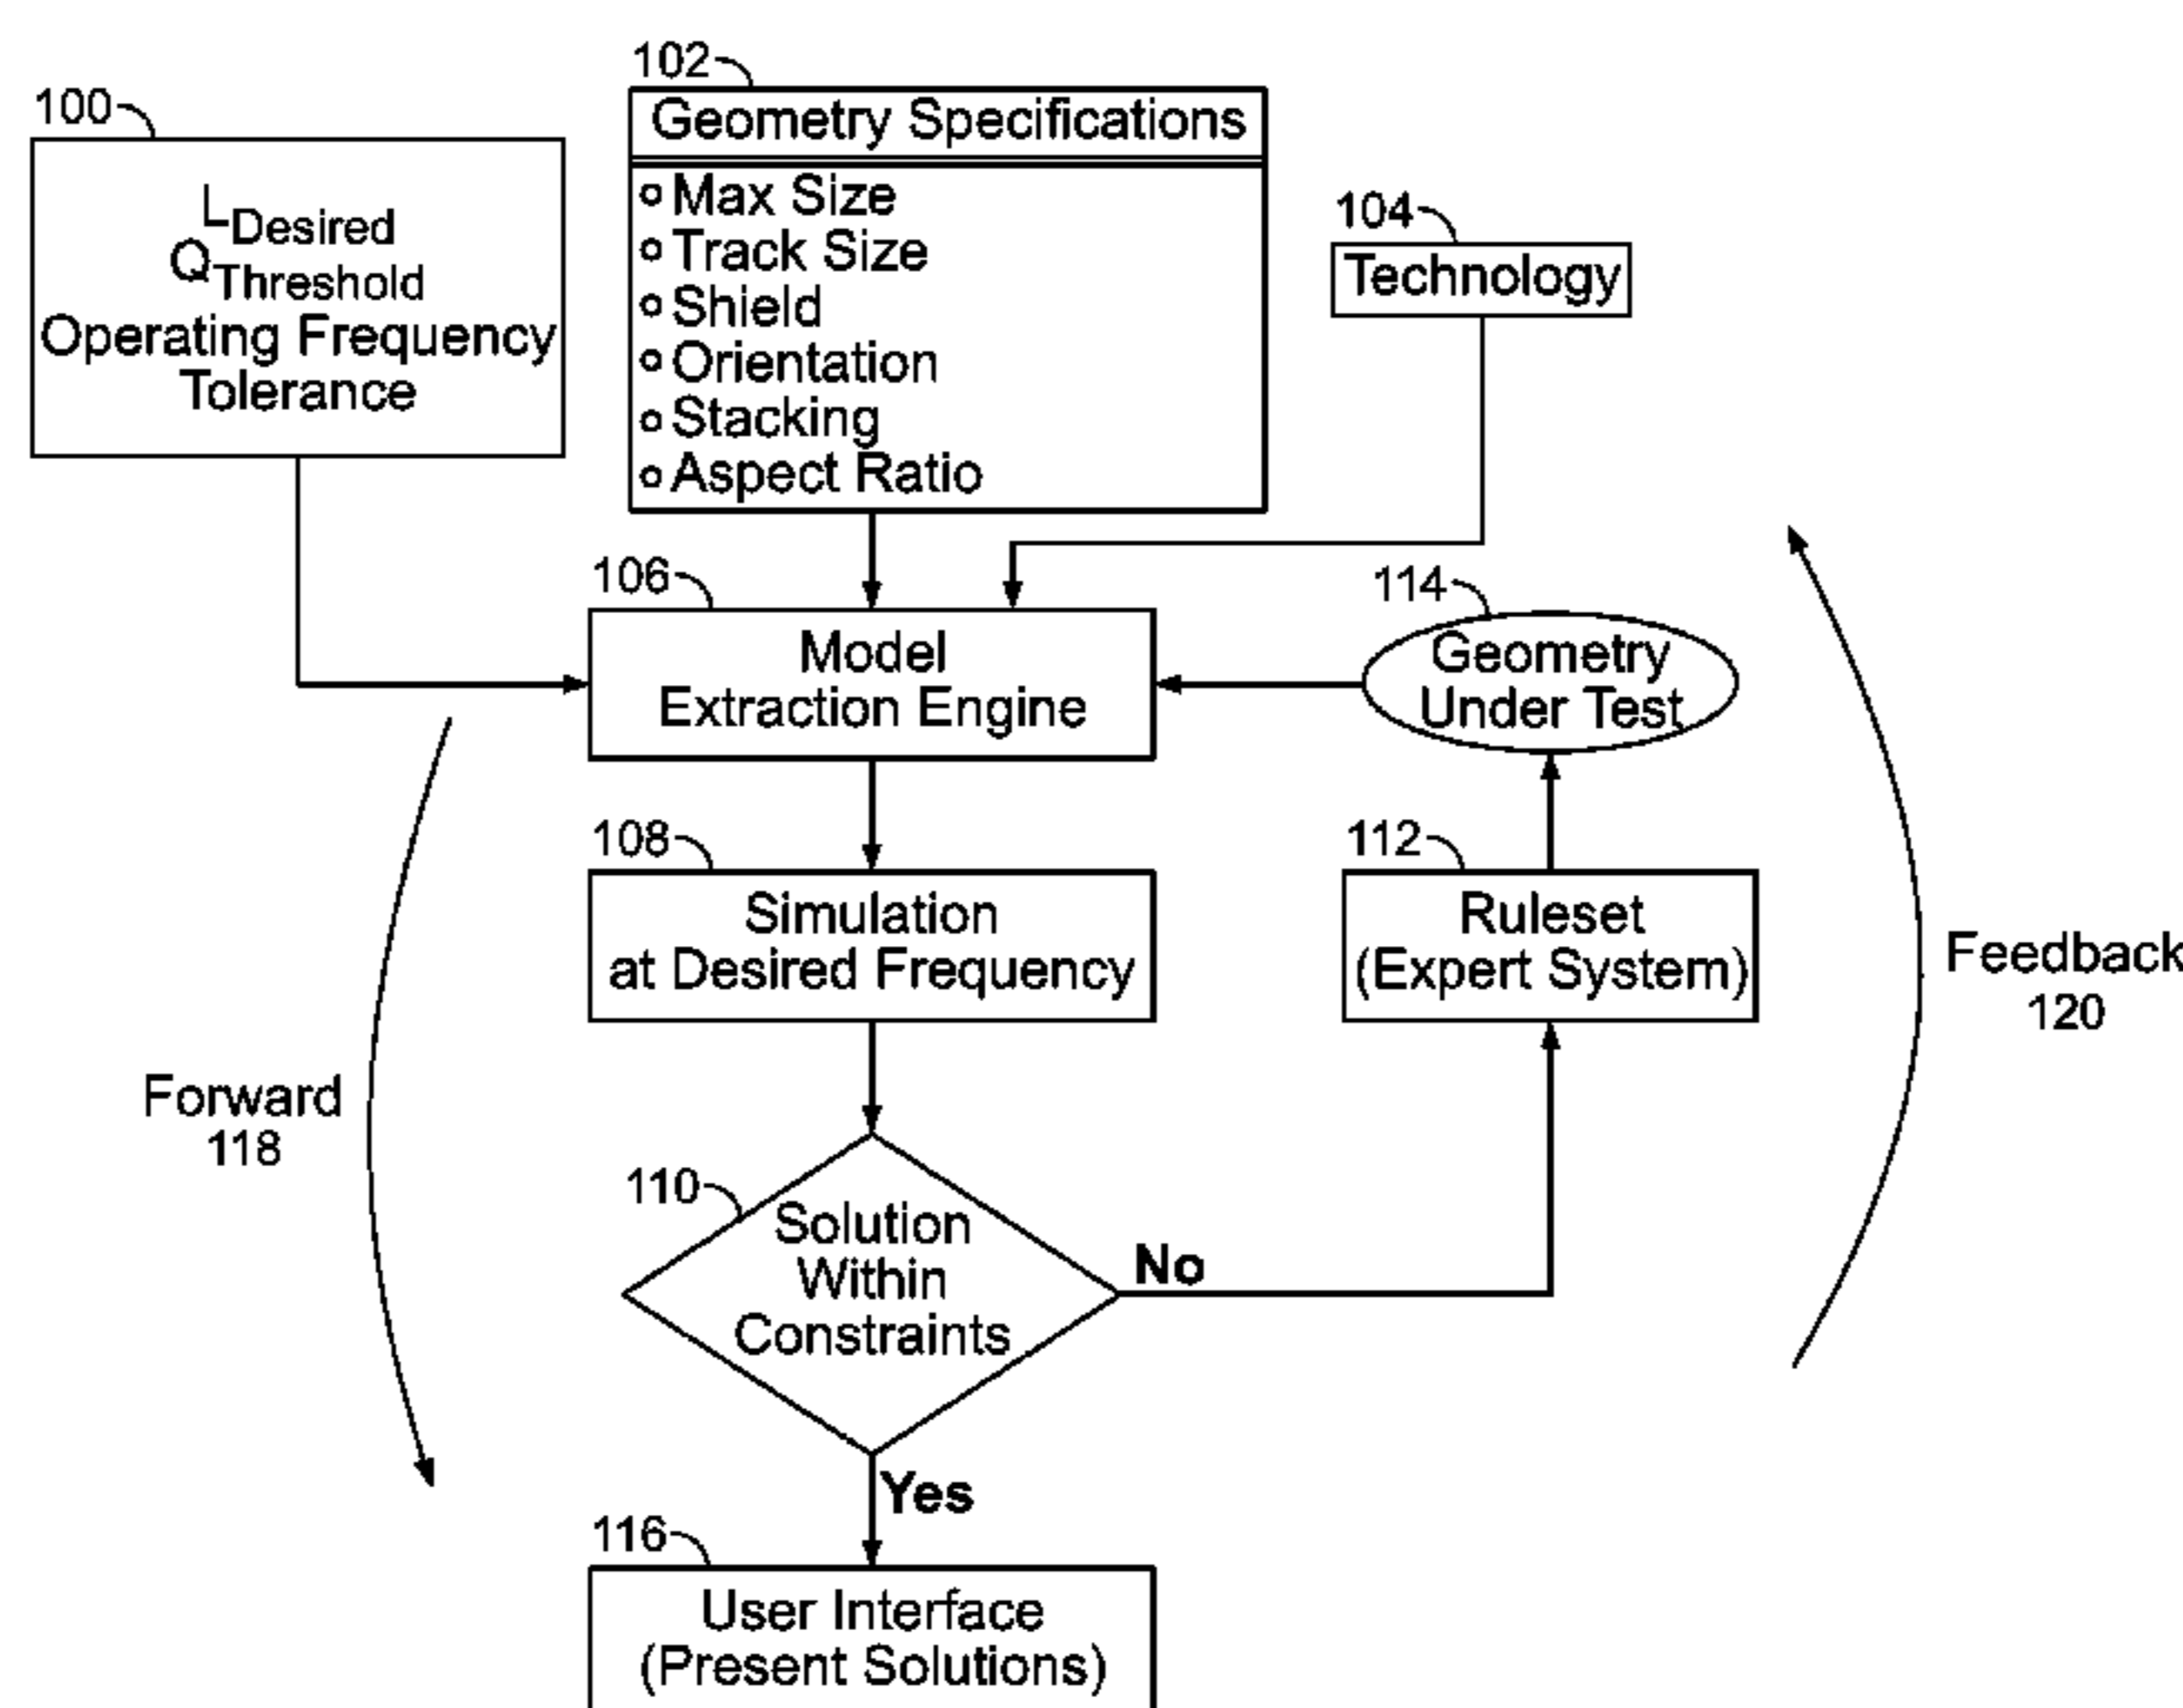 102
Geometry Specifications
100
L Desired
Q Threshold
Operating Frequency
Tolerance
o Max Size
o Track Size
o Shield
o Orientation
o Stacking
o Aspect Ratio
104
Technology
106
Model
Extraction Engine
114
Geometry
Under Test
108
Simulation
at Desired Frequency
112
Ruleset
(Expert System)
Feedback
120
Forward
118
110
Solution
Within
Constraints
No
Yes
116
User Interface
(Present Solutions)